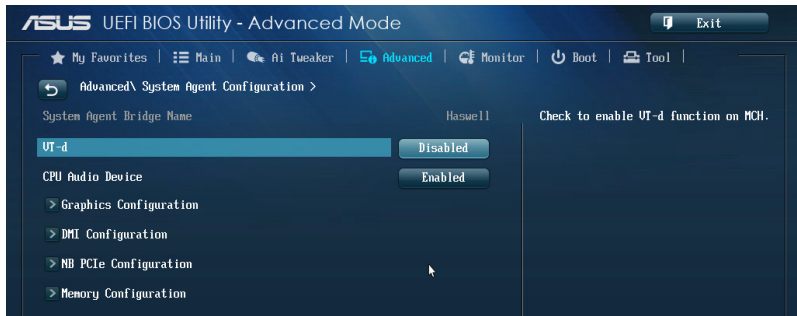 ASUS UEFI BIOS Utility - Advanced Mode Exit
My Favorites | Main | Ai Tweaker | Advanced | Monitor | Boot | Tool |
Advanced\ System Agent Configuration >
System Agent Bridge Name Haswell Check to enable VT-d function on MCH.
VT-d Disabled
CPU Audio Device Enabled
> Graphics Configuration
> DMI Configuration
> NB PCIe Configuration
> Memory Configuration